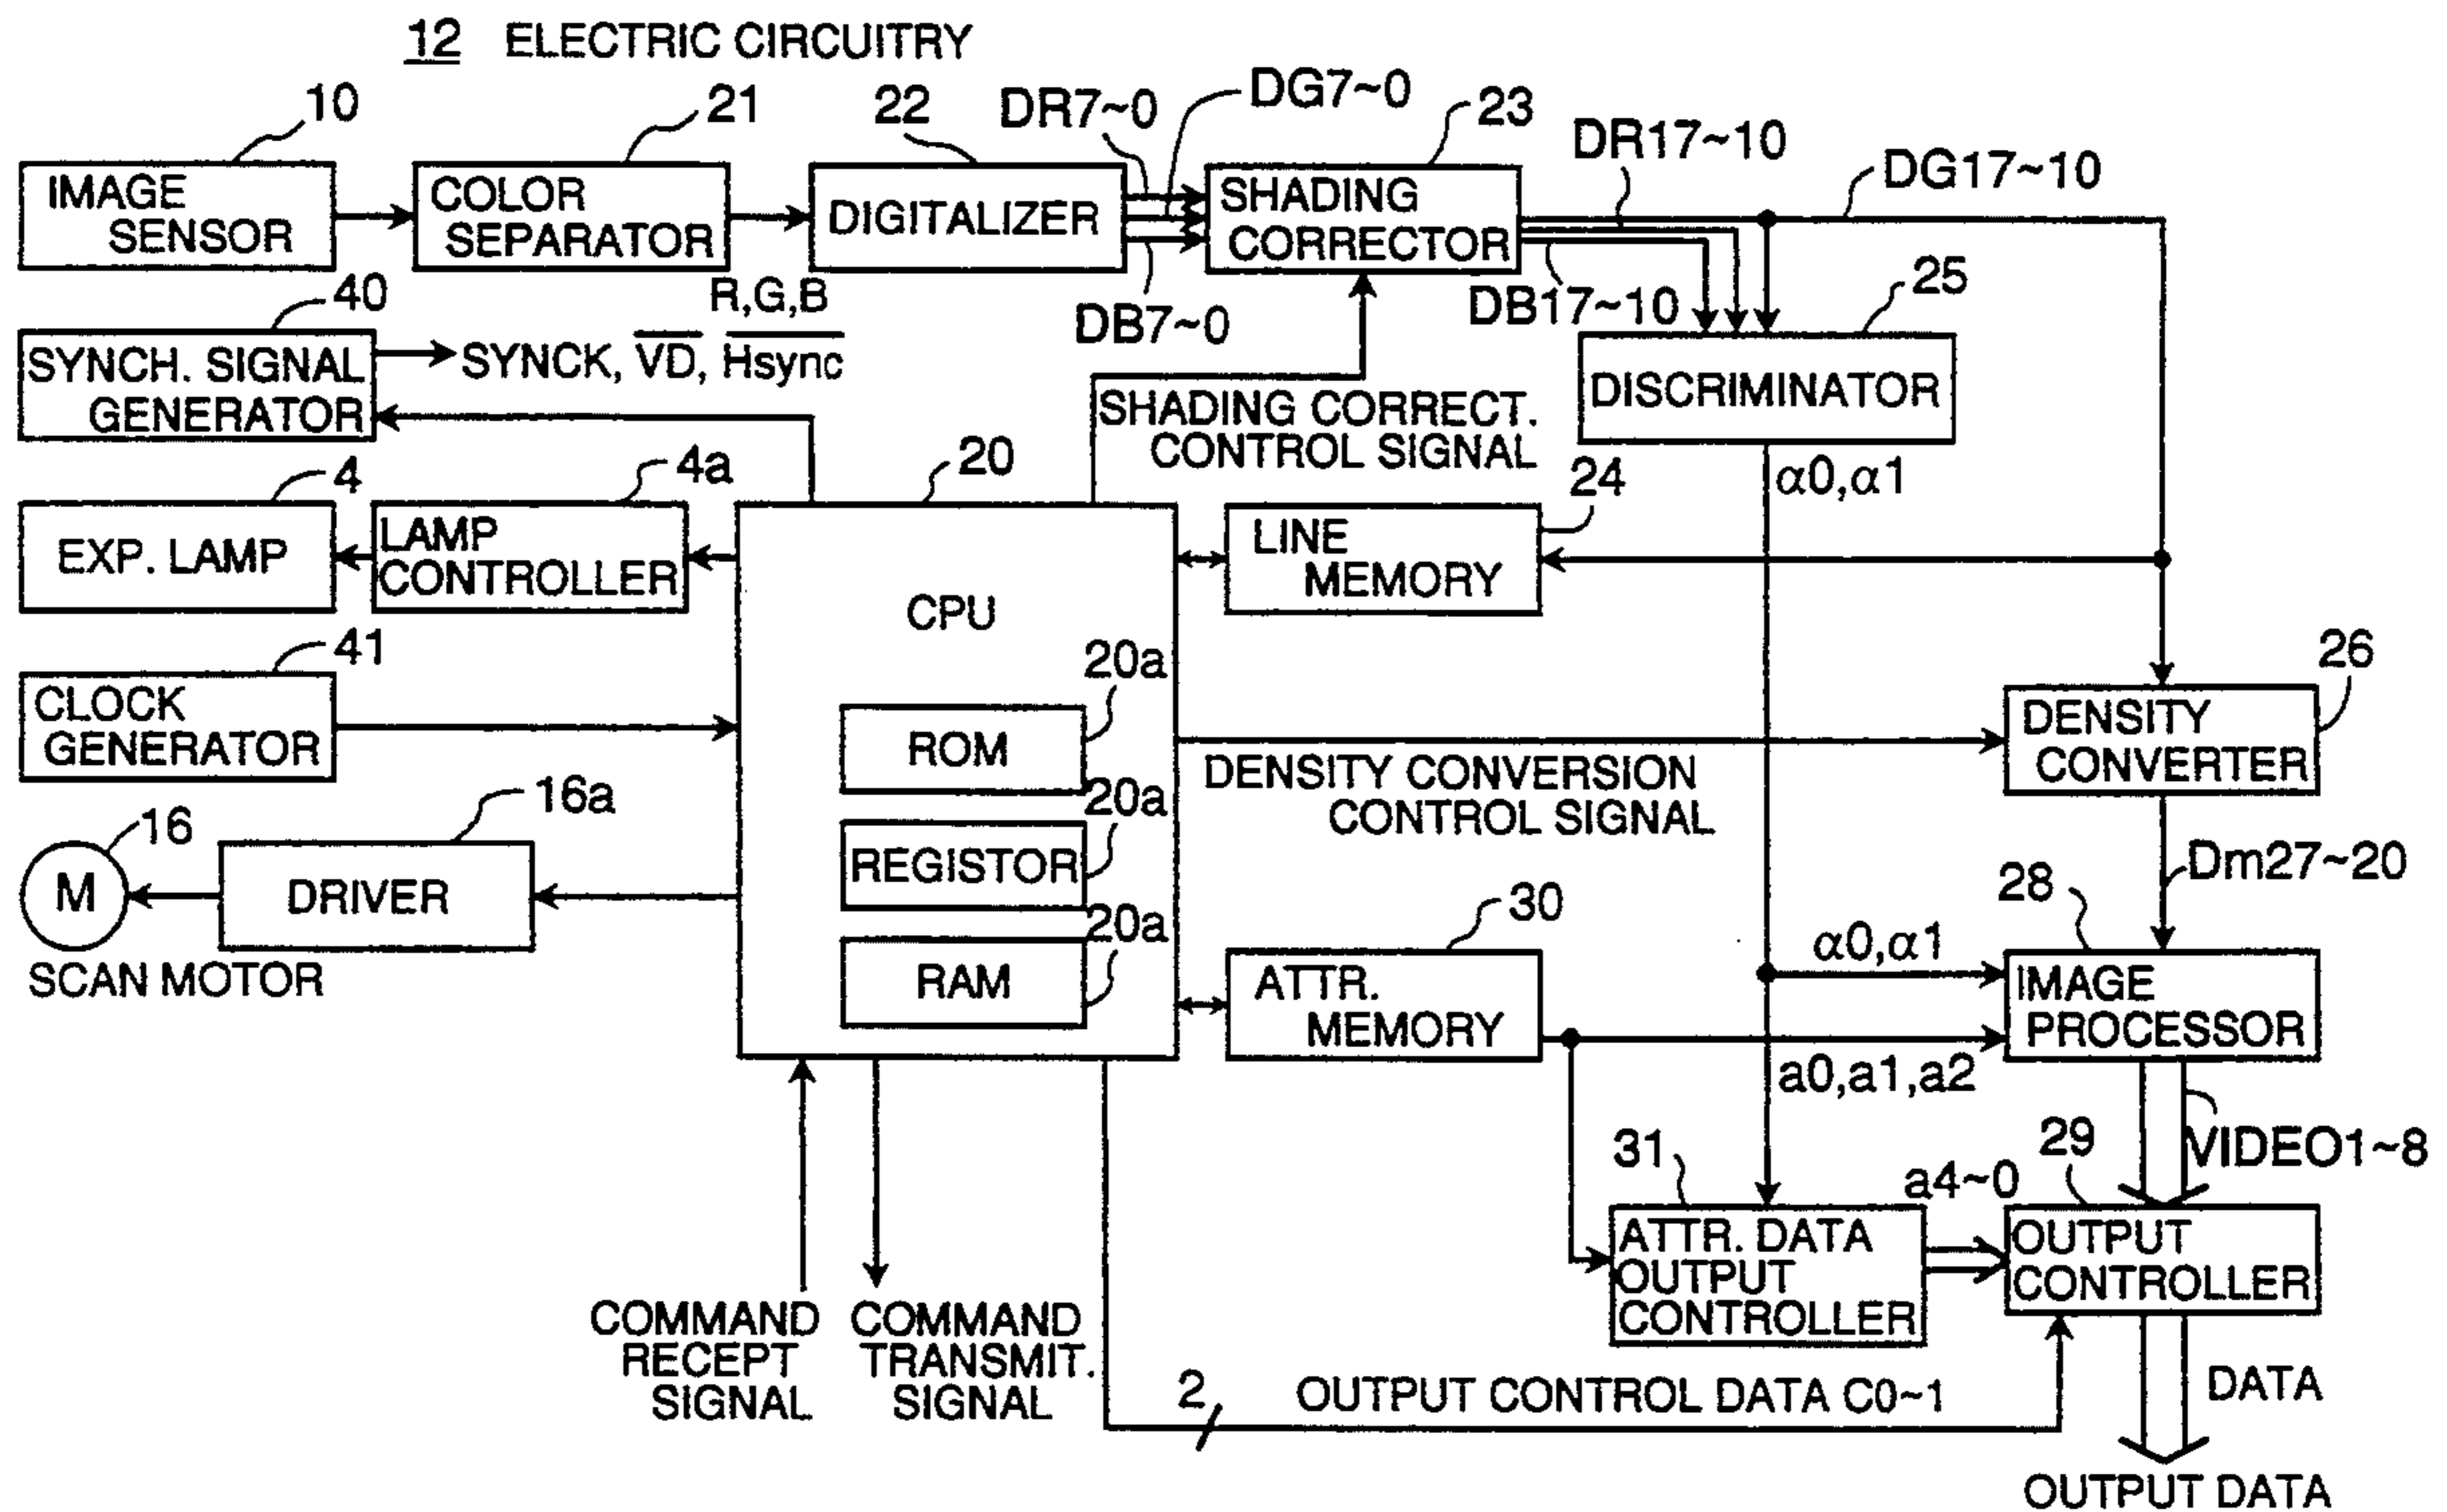 12 ELECTRIC CIRCUITRY
10
21
22
DR7~0
DG7~0
23
DR17~10
DG17~10
IMAGE
SENSOR
COLOR
SEPARATOR
DIGITALIZER
SHADING
CORRECTOR
R,G,B
DB7~0
DB17~10
25
40
SYNCH. SIGNAL
GENERATOR
SYNCK, V̅D̅, H̅s̅y̅n̅c̅
SHADING CORRECT.
CONTROL SIGNAL
DISCRIMINATOR
α0,α1
4
4a
20
24
EXP. LAMP
LAMP
CONTROLLER
CPU
LINE
MEMORY
41
CLOCK
GENERATOR
20a
ROM
26
DENSITY
CONVERTER
DENSITY CONVERSION
CONTROL SIGNAL
16
16a
M
DRIVER
SCAN MOTOR
20a
REGISTOR
20a
RAM
Dm27~20
28
30
α0,α1
ATTR.
MEMORY
IMAGE
PROCESSOR
a0,a1,a2
VIDEO1~8
31
a4~0
29
ATTR. DATA
OUTPUT
CONTROLLER
OUTPUT
CONTROLLER
COMMAND
RECEPT
SIGNAL
COMMAND
TRANSMIT.
SIGNAL
2
OUTPUT CONTROL DATA C0~1
DATA
OUTPUT DATA